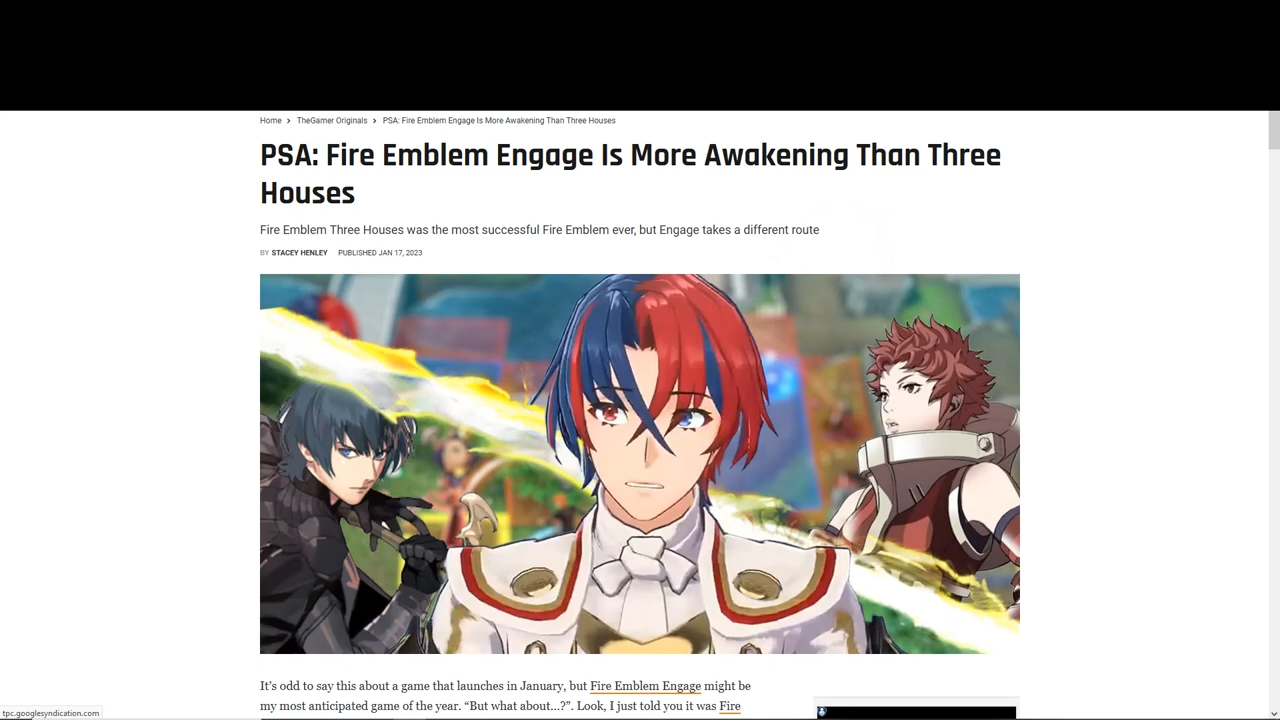 Home > TheGamer Originals > PSA: Fire Emblem Engage Is More Awakening Than Three Houses
PSA: Fire Emblem Engage Is More Awakening Than Three
Houses
Fire Emblem Three Houses was the most successful Fire Emblem ever, but Engage takes a different route
BY STACEY HENLEY PUBLISHED JAN 17, 2023
It’s odd to say this about a game that launches in January, but Fire Emblem Engage might be
my most anticipated game of the year. “But what about...?”. Look, I just told you it was Fire
tpc.googlesyndication.com